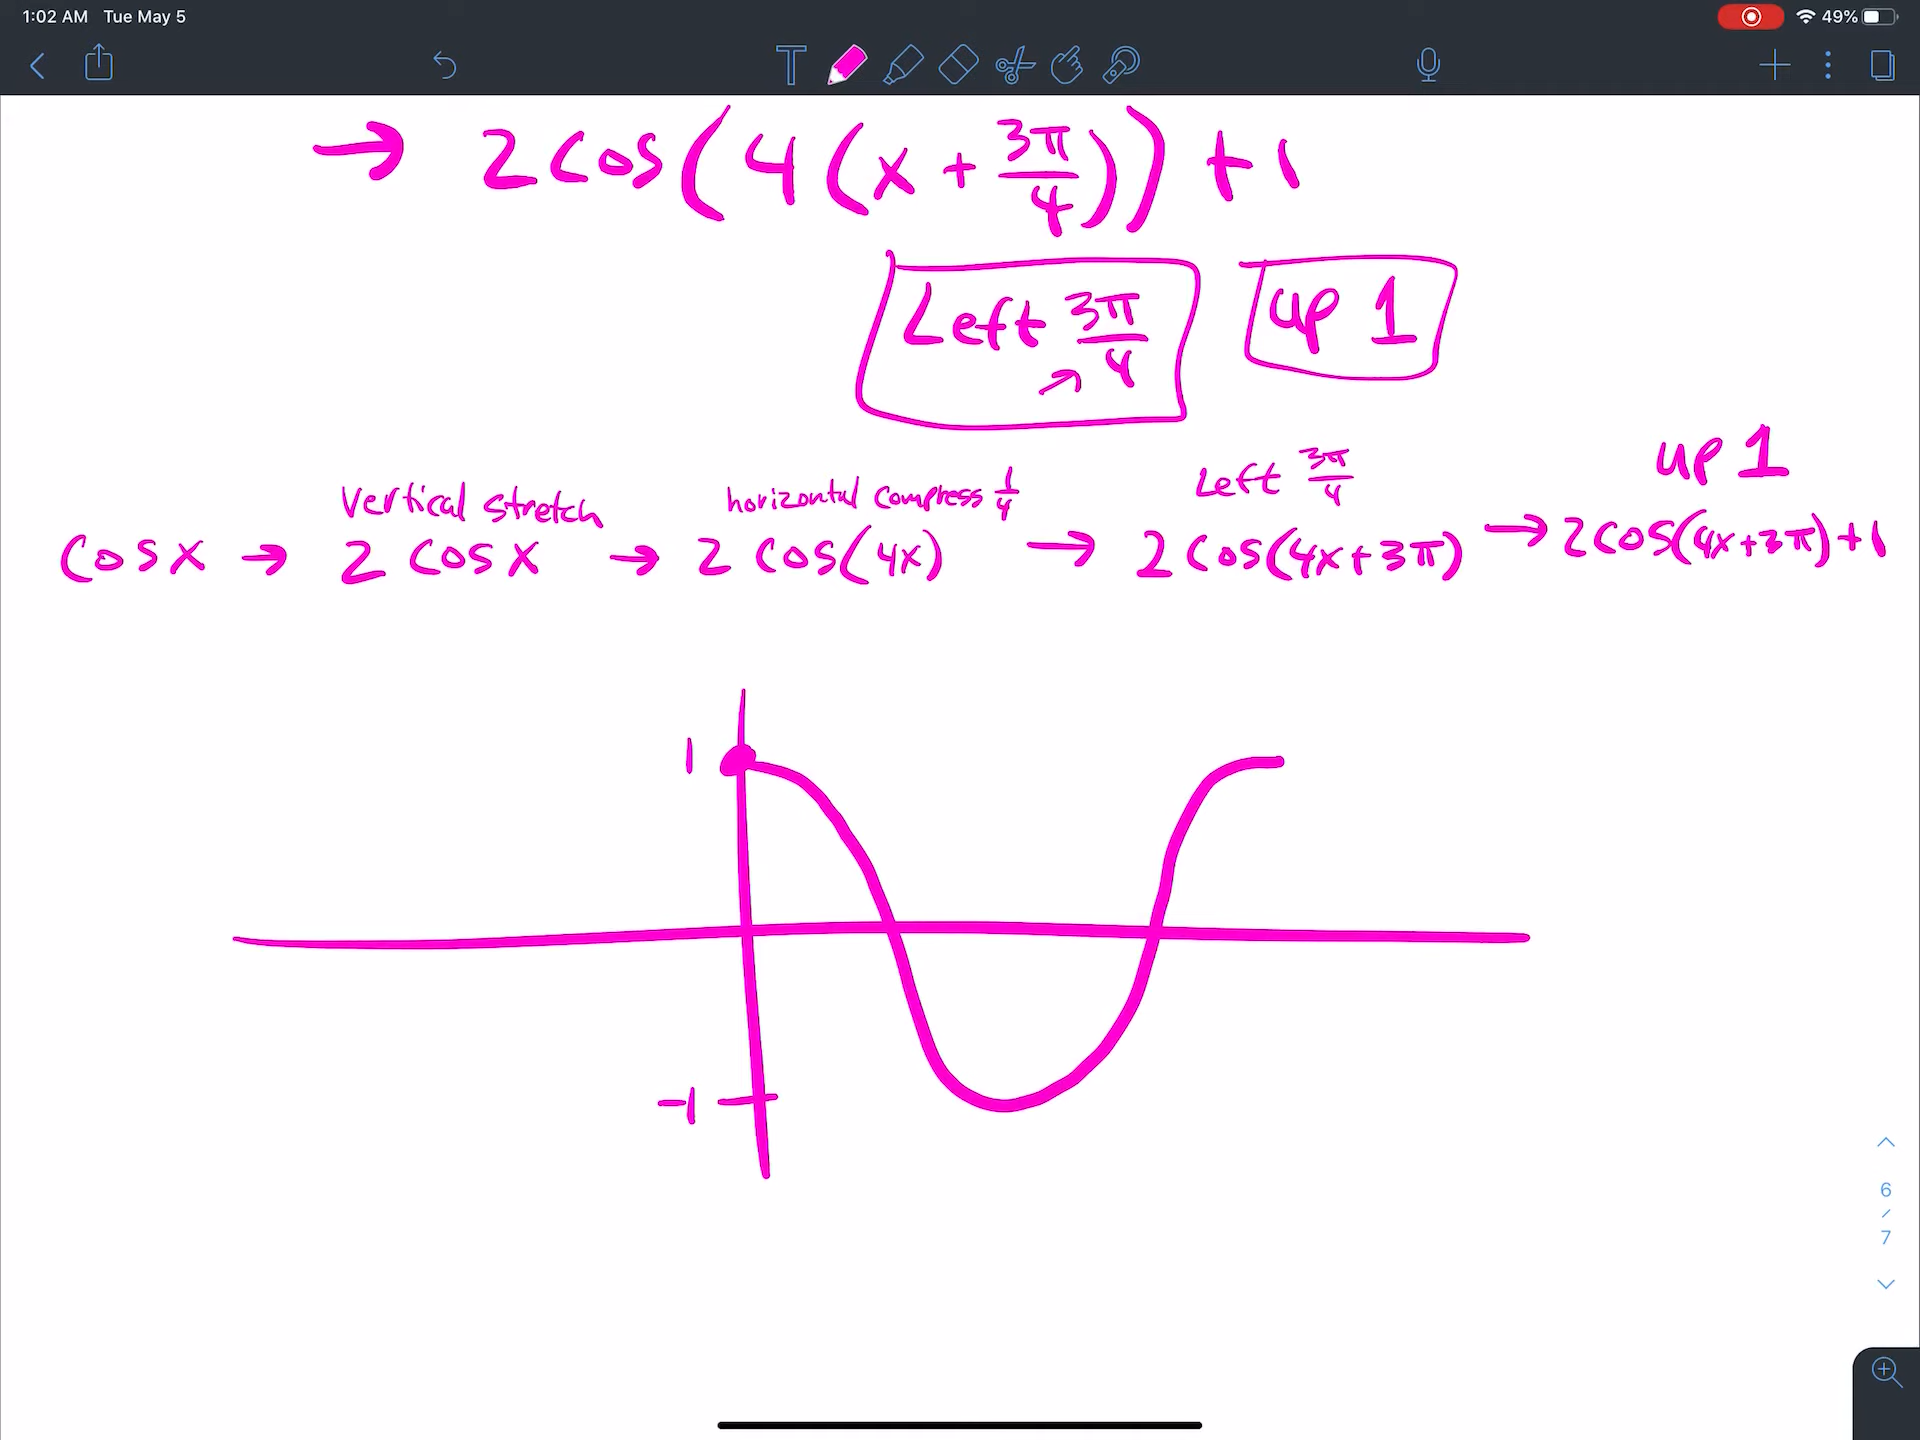 1:02 AM Tue May 5 49%
→ 2 cos(4(x + 3π/4)) + 1
Left 3π/4 up 1
vertical stretch horizontal compress 1/4 Left 3π/4 up 1
cos x → 2 cos x → 2 cos(4x) → 2 cos(4x+3π) → 2cos(4x+3π)+1
1
-1
6
/
7